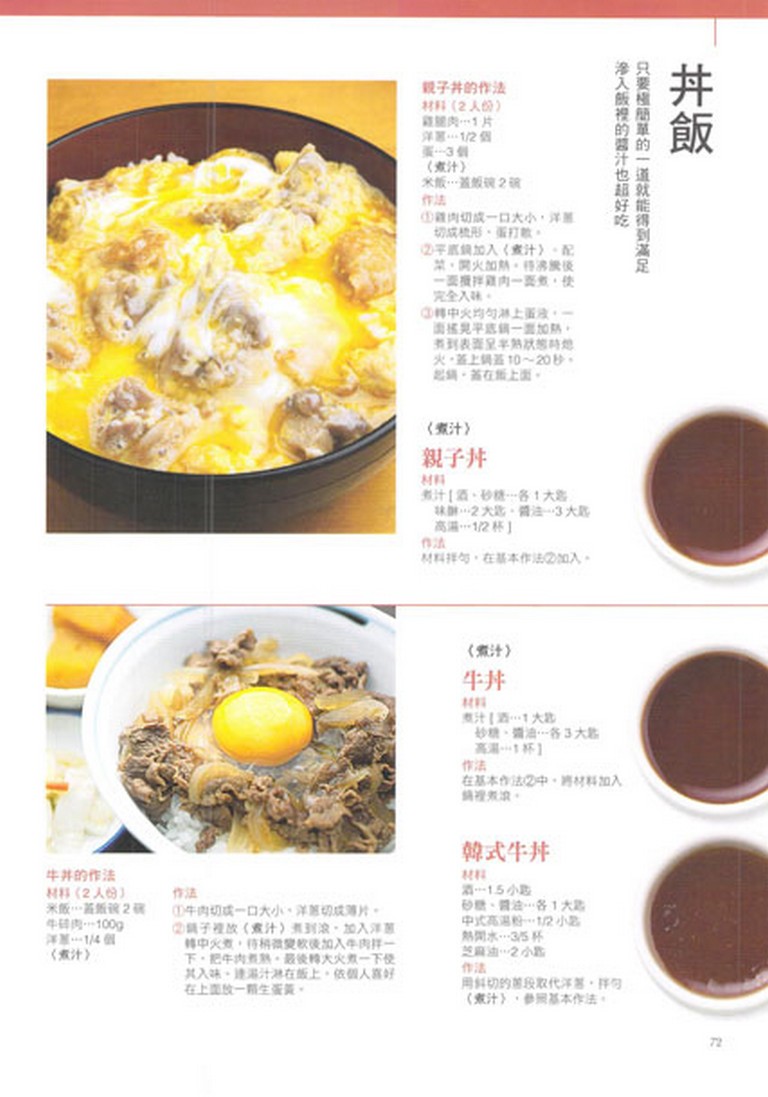 丼飯
只要極簡單的一道就能得到滿足
滲入飯裡的醬汁也超好吃
親子丼的作法
材料（2人份）
雞腿肉…1片
洋蔥…1/2個
蛋…3個
〈煮汁〉
米飯…蓋飯碗2碗
作法
①雞肉切成一口大小，洋蔥
切成梳形，蛋打散。
②平底鍋加入〈煮汁〉。配
菜，開火加熱。待沸騰後
一面攪拌雞肉一面煮，使
完全入味。
③轉中火均勻淋上蛋液。一
面搖晃平底鍋一面加熱，
煮到表面呈半熟狀態時熄
火，蓋上鍋蓋10～20秒。
起鍋，蓋在飯上面。
〈煮汁〉
親子丼
材料
煮汁[ 酒、砂糖…各1大匙
味醂…2大匙、醬油…3大匙
高湯…1/2杯 ]
作法
材料拌勻，在基本作法②加入。
〈煮汁〉
牛丼
材料
煮汁[ 酒…1大匙
砂糖、醬油…各3大匙
高湯…1杯 ]
作法
在基本作法②中，將材料加入
鍋裡煮滾。
韓式牛丼
材料
酒…1.5小匙
砂糖、醬油…各1大匙
中式高湯粉…1/2小匙
熱開水…3/5杯
芝麻油…2小匙
作法
用斜切的蔥段取代洋蔥，拌勻
〈煮汁〉，參照基本作法。
牛丼的作法
材料（2人份）
米飯…蓋飯碗2碗
牛碎肉…100g
洋蔥…1/4個
〈煮汁〉
作法
①牛肉切成一口大小，洋蔥切成薄片。
②鍋子裡放〈煮汁〉煮到滾，加入洋蔥
轉中火煮，待稍微變軟後加入牛肉拌一
下，把牛肉煮熟。最後轉大火煮一下使
其入味。連湯汁淋在飯上，依個人喜好
在上面放一顆生蛋黃。
72